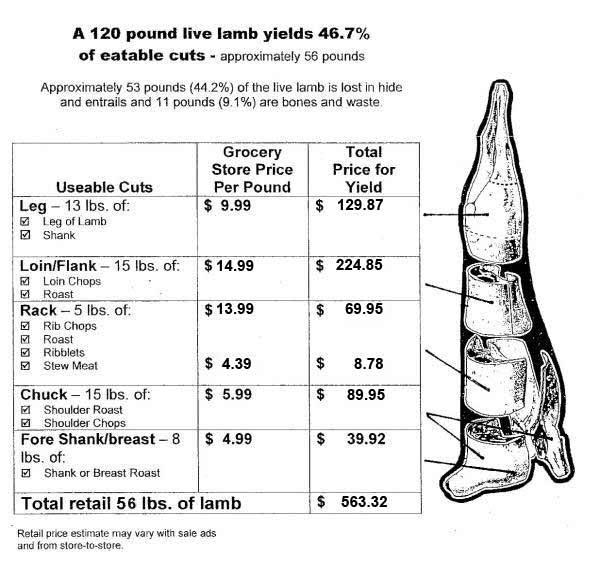 A 120 pound live lamb yields 46.7%
of eatable cuts - approximately 56 pounds
Approximately 53 pounds (44.2%) of the live lamb is lost in hide
and entrails and 11 pounds (9.1%) are bones and waste.
Useable Cuts
Grocery
Store Price
Per Pound
Total
Price for
Yield
Leg – 13 lbs. of: $ 9.99 $ 129.87
☑ Leg of Lamb
☑ Shank
Loin/Flank – 15 lbs. of: $ 14.99 $ 224.85
☑ Loin Chops
☑ Roast
Rack – 5 lbs. of: $ 13.99 $ 69.95
☑ Rib Chops
☑ Roast
☑ Ribblets
☑ Stew Meat $ 4.39 $ 8.78
Chuck – 15 lbs. of: $ 5.99 $ 89.95
☑ Shoulder Roast
☑ Shoulder Chops
Fore Shank/breast – 8 $ 4.99 $ 39.92
lbs. of:
☑ Shank or Breast Roast
Total retail 56 lbs. of lamb $ 563.32
Retail price estimate may vary with sale ads
and from store-to-store.